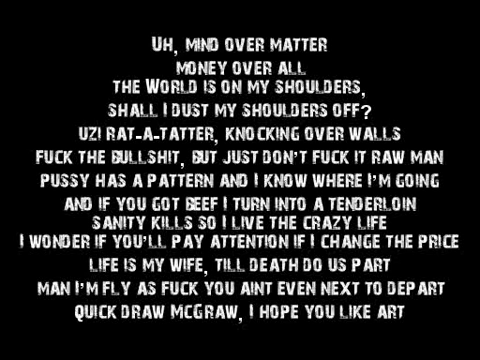 Uh, mind over matter
money over all
the World is on my shoulders,
shall I dust my shoulders off?
Uzi rat-a-tatter, knocking over walls
Fuck the bullshit, but just don't fuck it raw man
Pussy has a pattern and I know where I'm going
And if you got beef I turn into a tenderloin
Sanity kills so I live the crazy life
I wonder if you'll pay attention if I change the price
Life is my wife, till death do us part
Man I'm fly as fuck you aint even next to depart
Quick Draw McGraw, I hope you like art